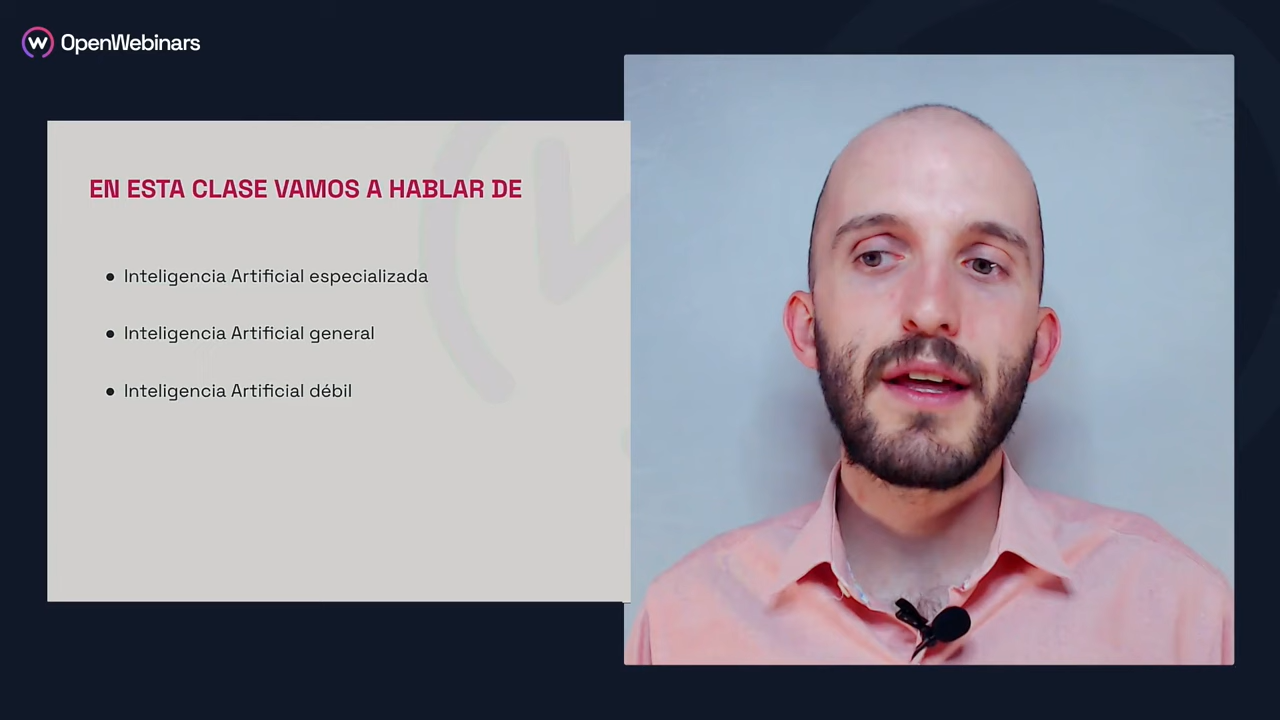 OpenWebinars
EN ESTA CLASE VAMOS A HABLAR DE
● Inteligencia Artificial especializada
● Inteligencia Artificial general
● Inteligencia Artificial débil